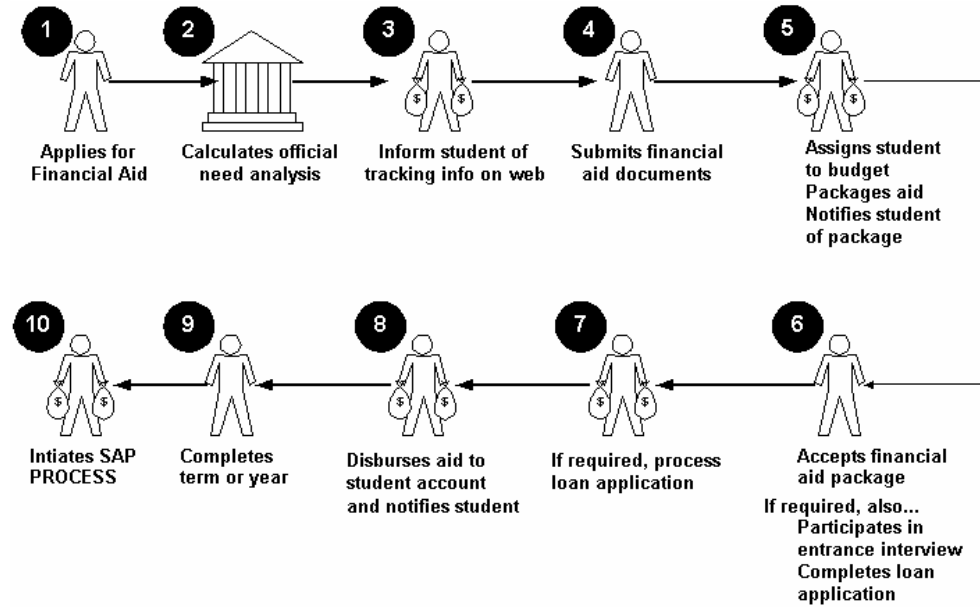 1
Applies for
Financial Aid
2
Calculates official
need analysis
3
Inform student of
tracking info on web
$ $
4
Submits financial
aid documents
5
$ $
Assigns student
to budget
Packages aid
Notifies student
of package
6
Accepts financial
aid package
If required, also...
Participates in
entrance interview
Completes loan
application
7
$ $
If required, process
loan application
8
$ $
Disburses aid to
student account
and notifies student
9
Completes
term or year
10
$ $
Intiates SAP
PROCESS